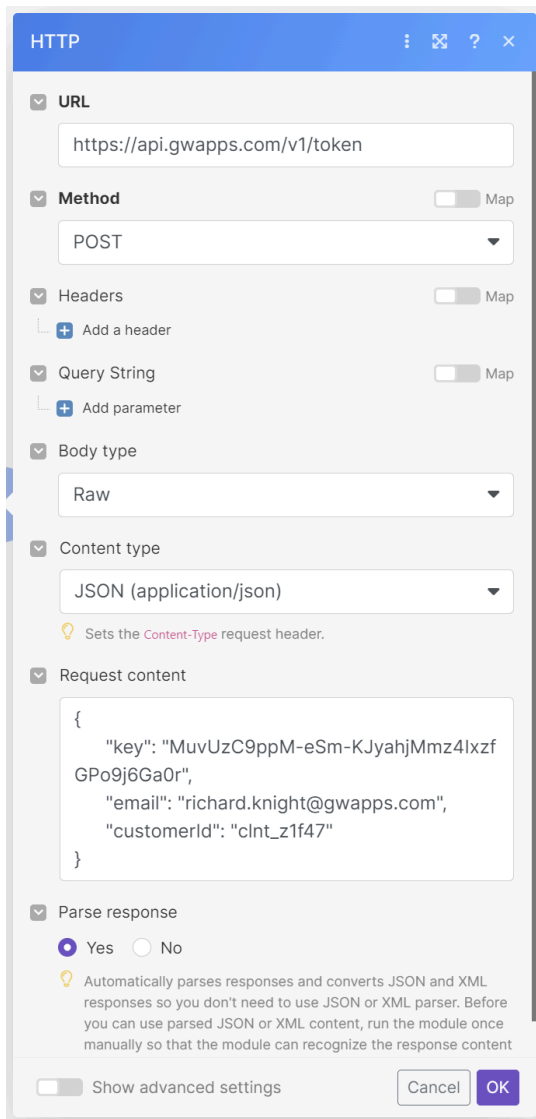 HTTP
?
URL
https://api.gwapps.com/v1/token
Method
Map
POST
Headers
Map
Add a header
Query String
Map
Add parameter
Body type
Raw
Content type
JSON (application/json)
Sets the Content-Type request header.
Request content
{
"key": "MuvUzC9ppM-eSm-KJyahjMmz4lxzf
GPo9j6Ga0r",
"email": "richard.knight@gwapps.com",
"customerId": "clnt_z1f47"
}
Parse response
Yes
No
Automatically parses responses and converts JSON and XML
responses so you don't need to use JSON or XML parser. Before
you can use parsed JSON or XML content, run the module once
manually so that the module can recognize the response content
Show advanced settings
Cancel
OK